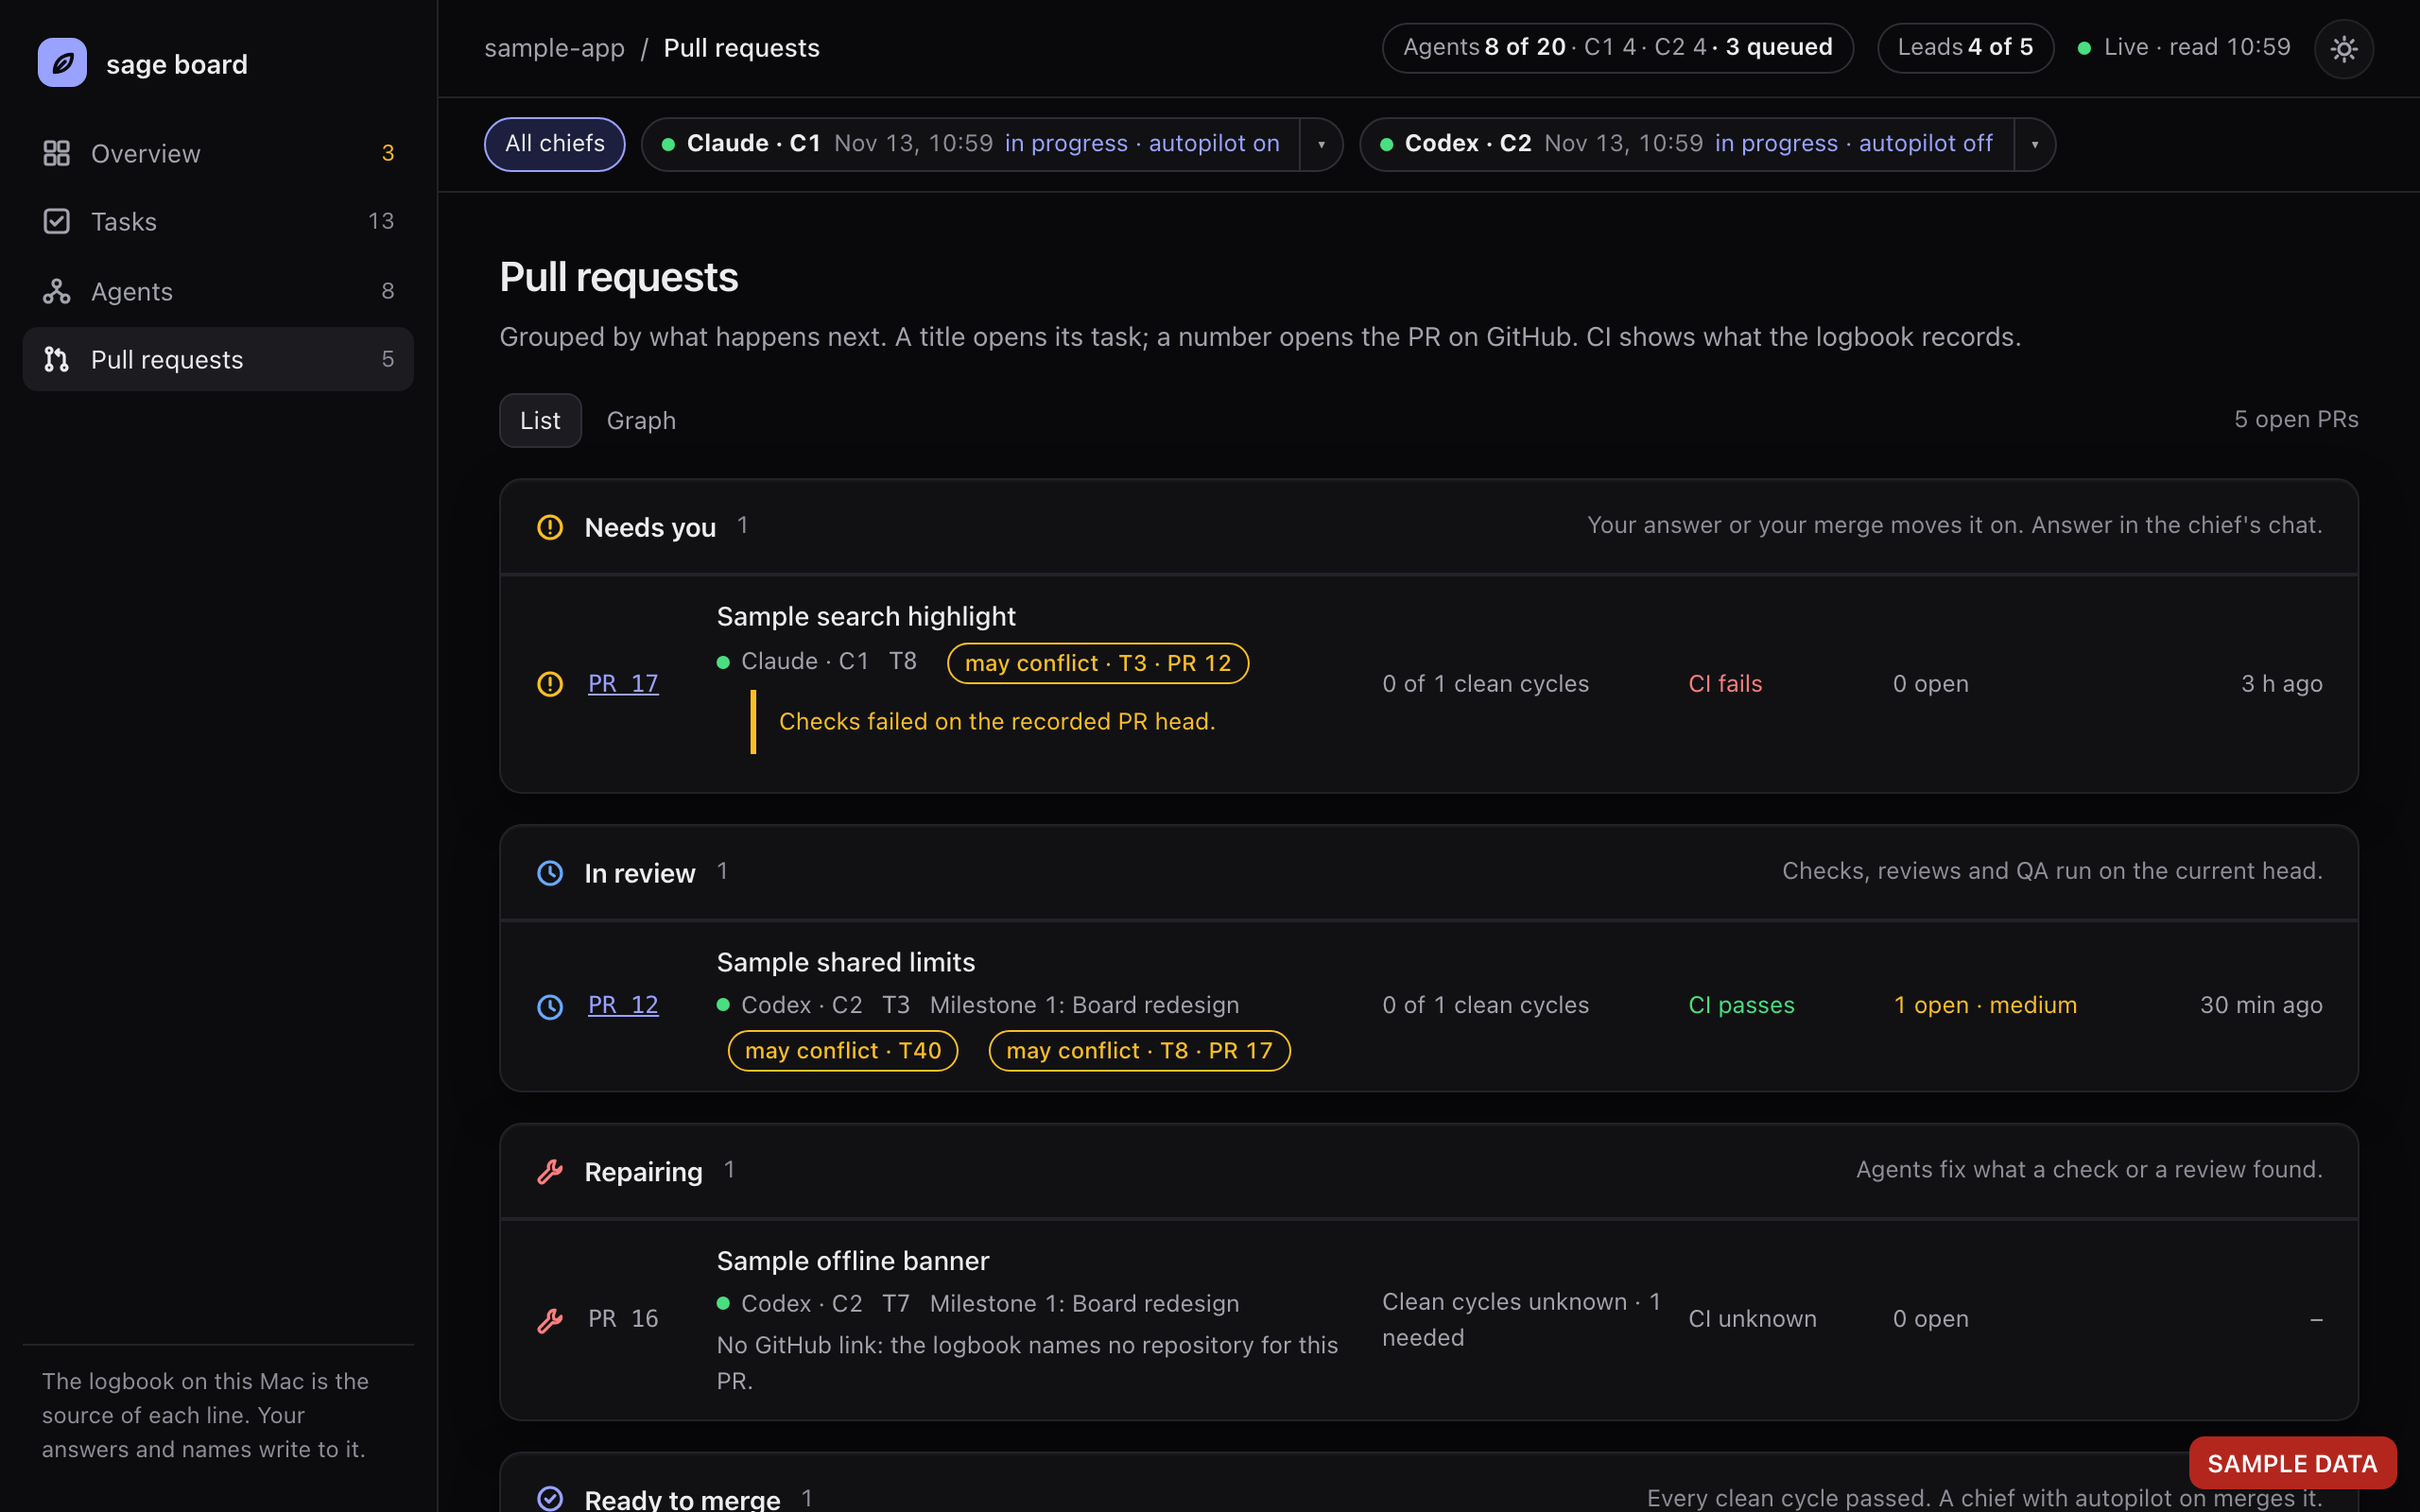 sage board
Overview 3
Tasks 13
Agents 8
Pull requests 5
The logbook on this Mac is the
source of each line. Your
answers and names write to it.
sample-app / Pull requests
Agents 8 of 20 · C1 4 · C2 4 · 3 queued
Leads 4 of 5
Live · read 10:59
All chiefs
Claude · C1 Nov 13, 10:59 in progress · autopilot on
Codex · C2 Nov 13, 10:59 in progress · autopilot off
Pull requests
Grouped by what happens next. A title opens its task; a number opens the PR on GitHub. CI shows what the logbook records.
List Graph
5 open PRs
Needs you 1
Your answer or your merge moves it on. Answer in the chief's chat.
PR 17
Sample search highlight
Claude · C1 T8 may conflict · T3 · PR 12
Checks failed on the recorded PR head.
0 of 1 clean cycles
CI fails
0 open
3 h ago
In review 1
Checks, reviews and QA run on the current head.
PR 12
Sample shared limits
Codex · C2 T3 Milestone 1: Board redesign
may conflict · T40 may conflict · T8 · PR 17
0 of 1 clean cycles
CI passes
1 open · medium
30 min ago
Repairing 1
Agents fix what a check or a review found.
PR 16
Sample offline banner
Codex · C2 T7 Milestone 1: Board redesign
No GitHub link: the logbook names no repository for this
PR.
Clean cycles unknown · 1
needed
CI unknown
0 open
–
Ready to merge 1
Every clean cycle passed. A chief with autopilot on merges it.
SAMPLE DATA